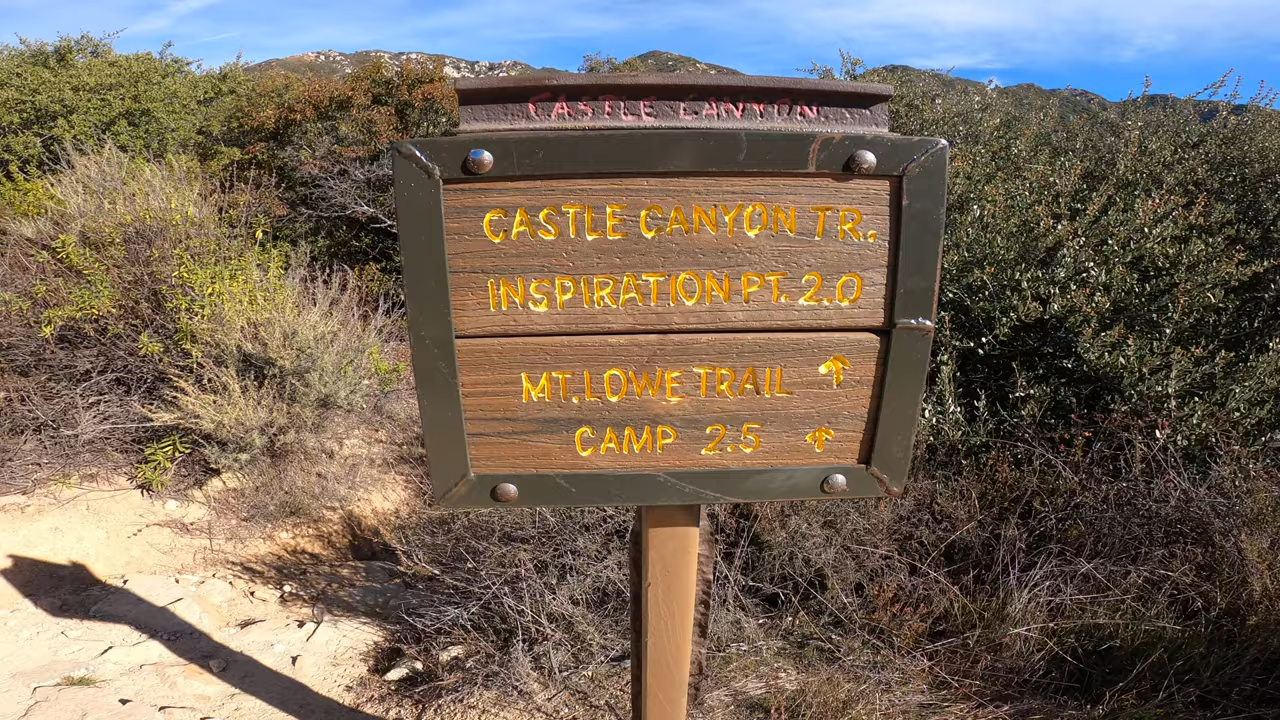 CASTLE CANYON
CASTLE CANYON TR.
INSPIRATION PT. 2.0
MT. LOWE TRAIL
CAMP 2.5